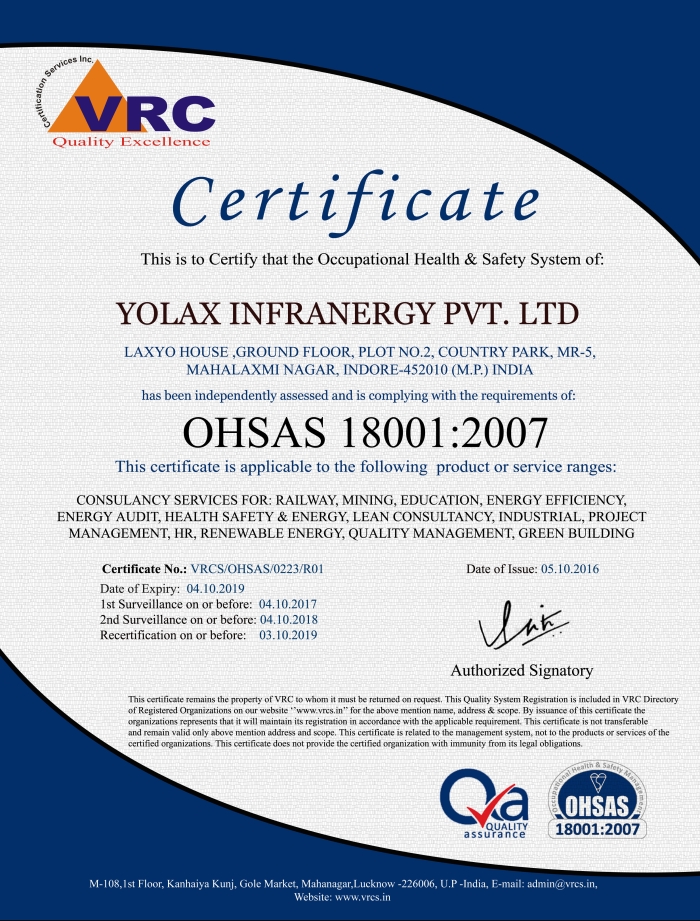 Certification Services Inc.
VRC
Quality Excellence
Certificate
This is to Certify that the Occupational Health & Safety System of:
YOLAX INFRANERGY PVT. LTD
LAXYO HOUSE ,GROUND FLOOR, PLOT NO.2, COUNTRY PARK, MR-5,
MAHALAXMI NAGAR, INDORE-452010 (M.P.) INDIA
has been independently assessed and is complying with the requirements of:
OHSAS 18001:2007
This certificate is applicable to the following product or service ranges:
CONSULANCY SERVICES FOR: RAILWAY, MINING, EDUCATION, ENERGY EFFICIENCY,
ENERGY AUDIT, HEALTH SAFETY & ENERGY, LEAN CONSULTANCY, INDUSTRIAL, PROJECT
MANAGEMENT, HR, RENEWABLE ENERGY, QUALITY MANAGEMENT, GREEN BUILDING
Certificate No.: VRCS/OHSAS/0223/R01
Date of Issue: 05.10.2016
Date of Expiry: 04.10.2019
1st Surveillance on or before: 04.10.2017
2nd Surveillance on or before: 04.10.2018
Recertification on or before: 03.10.2019
Authorized Signatory
This certificate remains the property of VRC to whom it must be returned on request. This Quality System Registration is included in VRC Directory
of Registered Organizations on our website ‘'www.vrcs.in’' for the above mention name, address & scope. By issuance of this certificate the
organizations represents that it will maintain its registration in accordance with the applicable requirement. This certificate is not transferable
and remain valid only above mention address and scope. This certificate is related to the management system, not to the products or services of the
certified organizations. This certificate does not provide the certified organization with immunity from its legal obligations.
Qa
QUALITY
assurance
Occupational Health & Safety Management
OHSAS
18001:2007
M-108,1st Floor, Kanhaiya Kunj, Gole Market, Mahanagar,Lucknow -226006, U.P -India, E-mail: admin@vrcs.in,
Website: www.vrcs.in